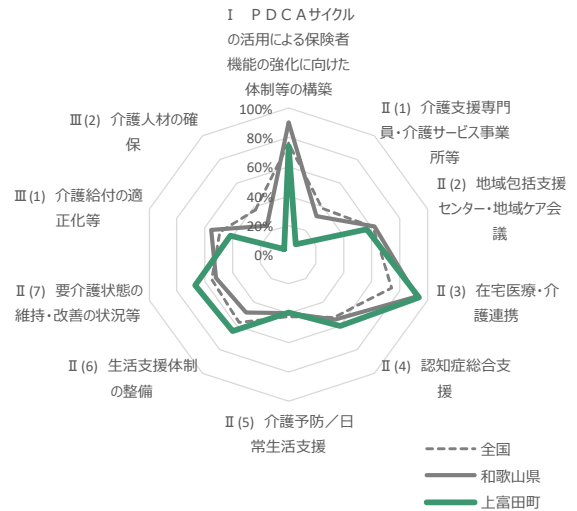 Ⅰ　ＰＤＣＡサイクル
の活用による保険者
機能の強化に向けた
体制等の構築
Ⅱ(1)　介護支援専門
員・介護サービス事業
所等
Ⅱ(2)　地域包括支援
センター・地域ケア会
議
Ⅱ(3)　在宅医療・介
護連携
Ⅱ(4)　認知症総合支
援
Ⅱ(5)　介護予防／日
常生活支援
Ⅱ(6)　生活支援体制
の整備
Ⅱ(7)　要介護状態の
維持・改善の状況等
Ⅲ(1)　介護給付の適
正化等
Ⅲ(2)　介護人材の確
保
100%
80%
60%
40%
20%
0%
全国
和歌山県
上富田町